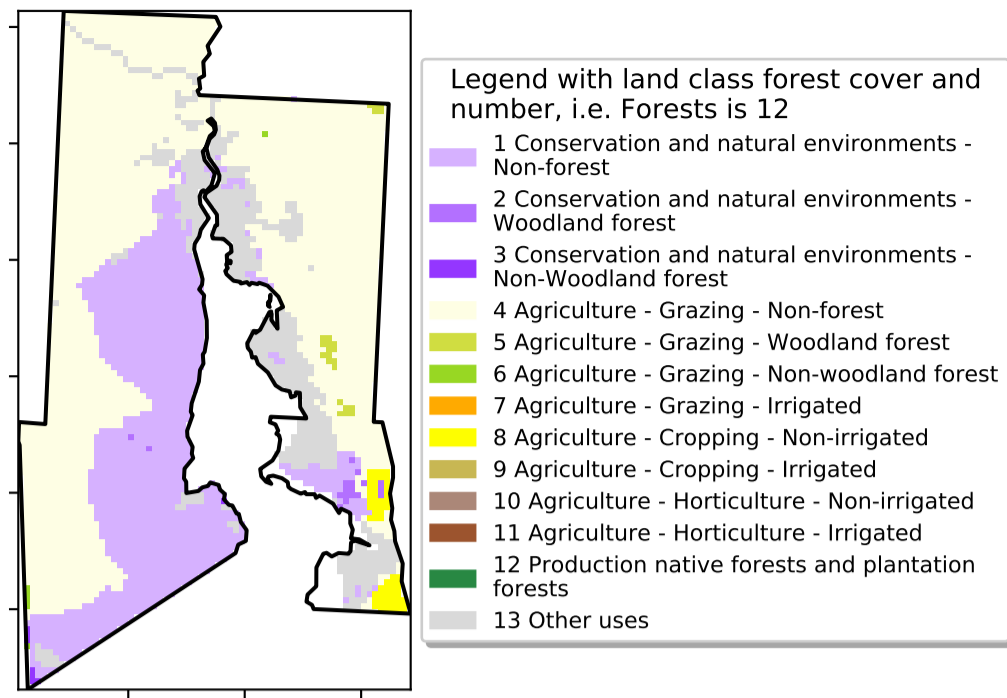 Legend with land class forest cover and
number, i.e. Forests is 12
1 Conservation and natural environments -
Non-forest
2 Conservation and natural environments -
Woodland forest
3 Conservation and natural environments -
Non-Woodland forest
4 Agriculture - Grazing - Non-forest
5 Agriculture - Grazing - Woodland forest
6 Agriculture - Grazing - Non-woodland forest
7 Agriculture - Grazing - Irrigated
8 Agriculture - Cropping - Non-irrigated
9 Agriculture - Cropping - Irrigated
10 Agriculture - Horticulture - Non-irrigated
11 Agriculture - Horticulture - Irrigated
12 Production native forests and plantation
forests
13 Other uses